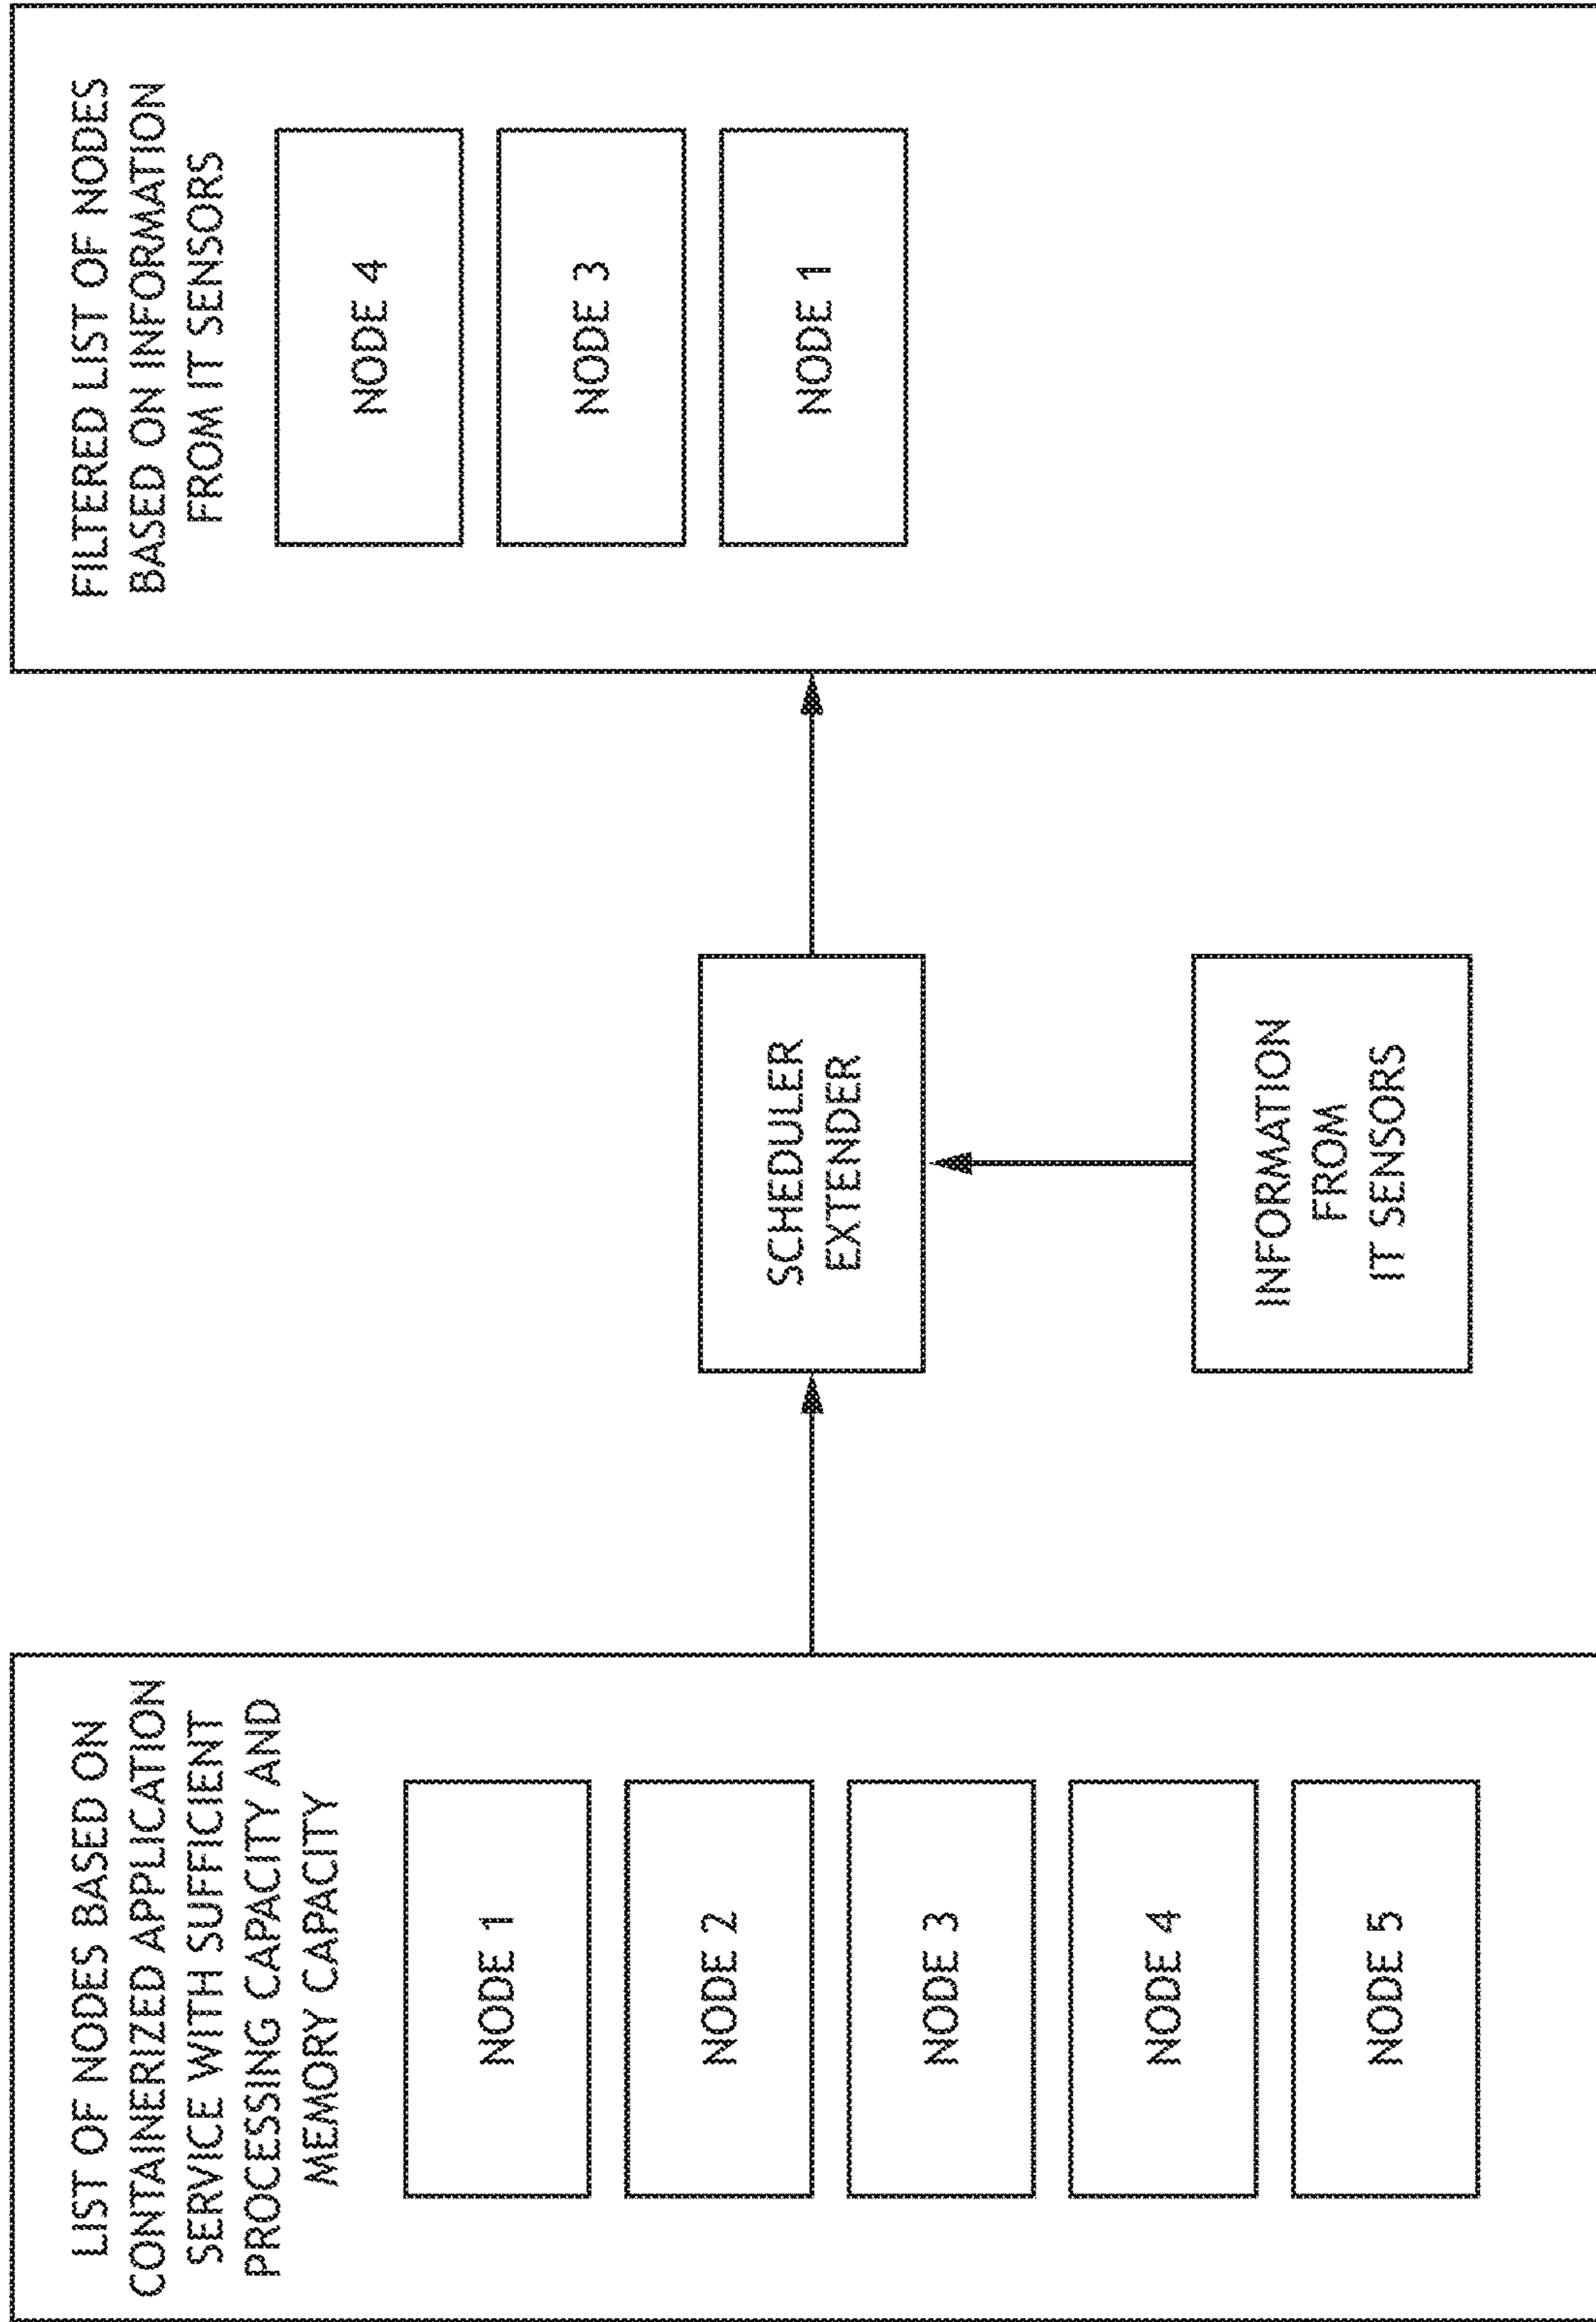 LIST OF NODES BASED ON
CONTAINERIZED APPLICATION
SERVICE WITH SUFFICIENT
PROCESSING CAPACITY AND
MEMORY CAPACITY
NODE 1
NODE 2
NODE 3
NODE 4
NODE 5
SCHEDULER
EXTENDER
INFORMATION
FROM
IT SENSORS
FILTERED LIST OF NODES
BASED ON INFORMATION
FROM IT SENSORS
NODE 4
NODE 3
NODE 1